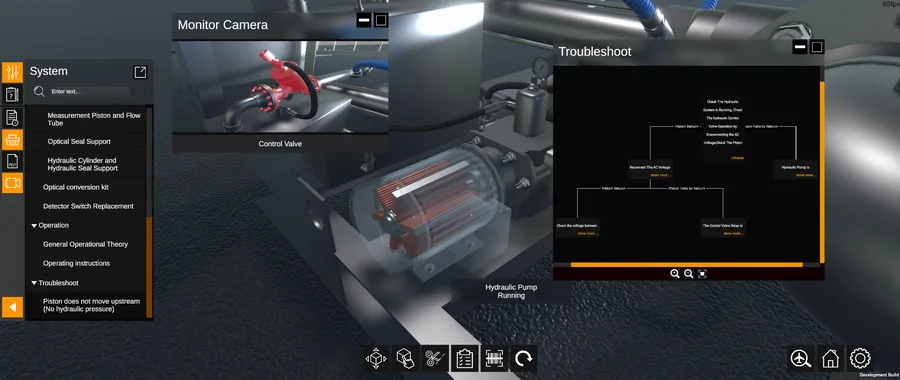 60fps
Monitor Camera
Control Valve
System
Enter text...
Measurement Piston and Flow
Tube
Optical Seal Support
Hydraulic Cylinder and
Hydraulic Seal Support
Optical conversion kit
Detector Switch Replacement
Operation
General Operational Theory
Operating instructions
Troubleshoot
Piston does not move upstream
(No hydraulic pressure)
Hydraulic Pump
Running
Troubleshoot
Check The Hydraulic
System is Running, Check
The Hydraulic Control
Valve Operation by
Disconnecting the AC
Voltage,Check The Piston
collapse
Piston Return
ton Fails to Return
Reconnect The AC Voltage
show more...
Hydraulic Pump is
show more...
Piston Return
Piston Fails to Return
Check the voltage between
show more...
The Control Valve Relay is
show more...
Development Build